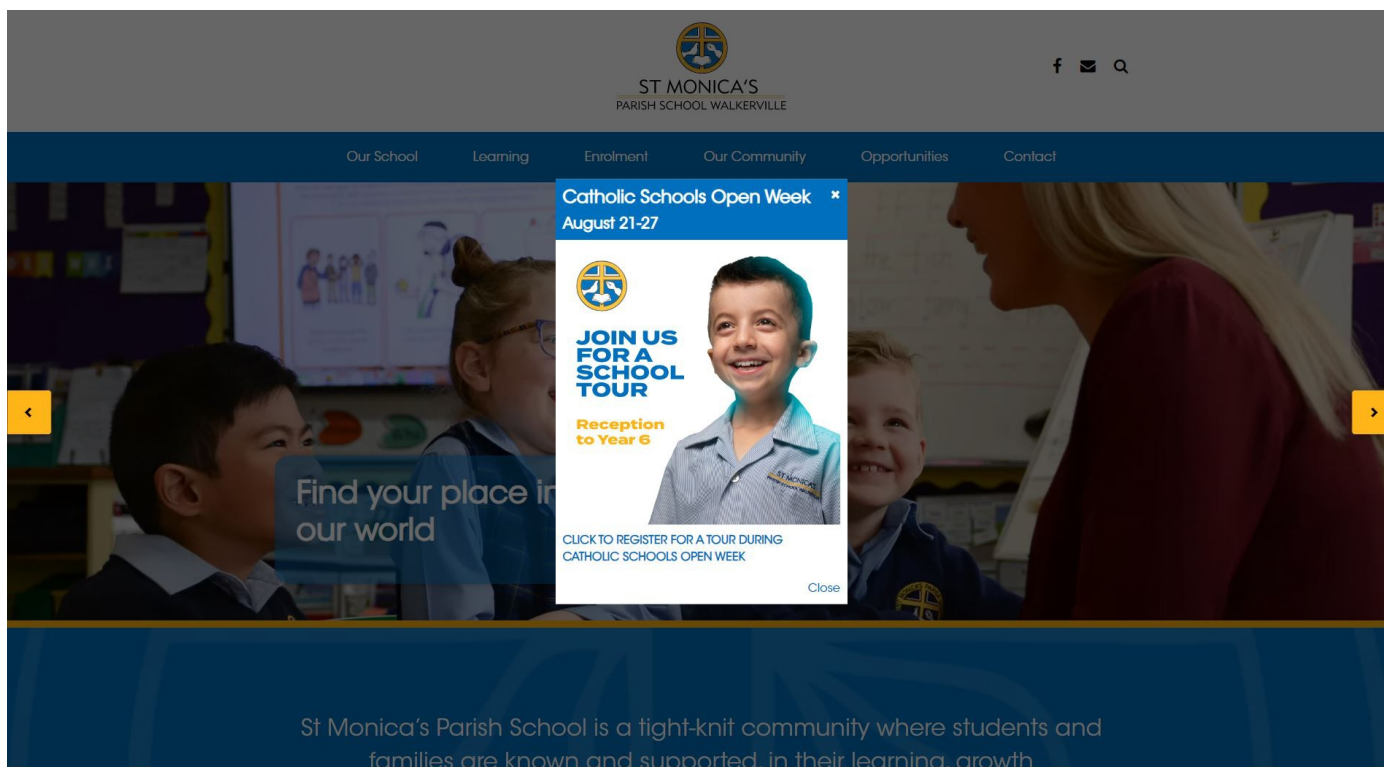 ST MONICA'S
PARISH SCHOOL WALKERVILLE
Our School Learning Enrolment Our Community Opportunities Contact
Catholic Schools Open Week
August 21-27
JOIN US
FOR A
SCHOOL
TOUR
Reception
to Year 6
ST MONICA'S
CLICK TO REGISTER FOR A TOUR DURING
CATHOLIC SCHOOLS OPEN WEEK
Close
Find your place in
our world
St Monica's Parish School is a tight-knit community where students and
families are known and supported, in their learning, growth